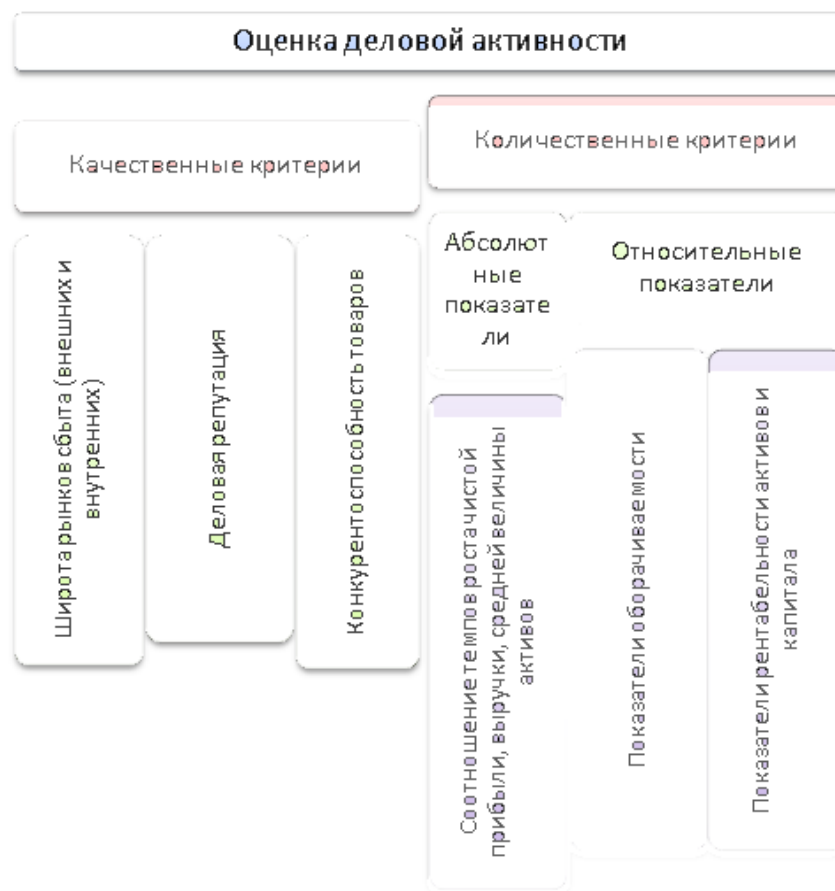 Оценка деловой активности
Качественные критерии
Количественные критерии
Широта рынков сбыта (внешних и
внутренних)
Деловая репутация
Конкурентоспособность товаров
Абсолют
ные
показате
ли
Относительные
показатели
Соотношение темпов роста чистой
прибыли, выручки, средней величины
активов
Показатели оборачиваемости
Показатели рентабельности активов и
капитала